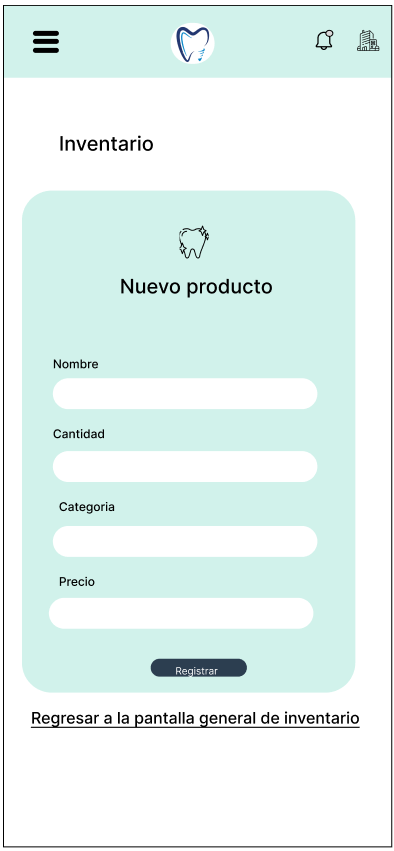 Inventario
Nuevo producto
Nombre
Cantidad
Categoria
Precio
Registrar
Regresar a la pantalla general de inventario